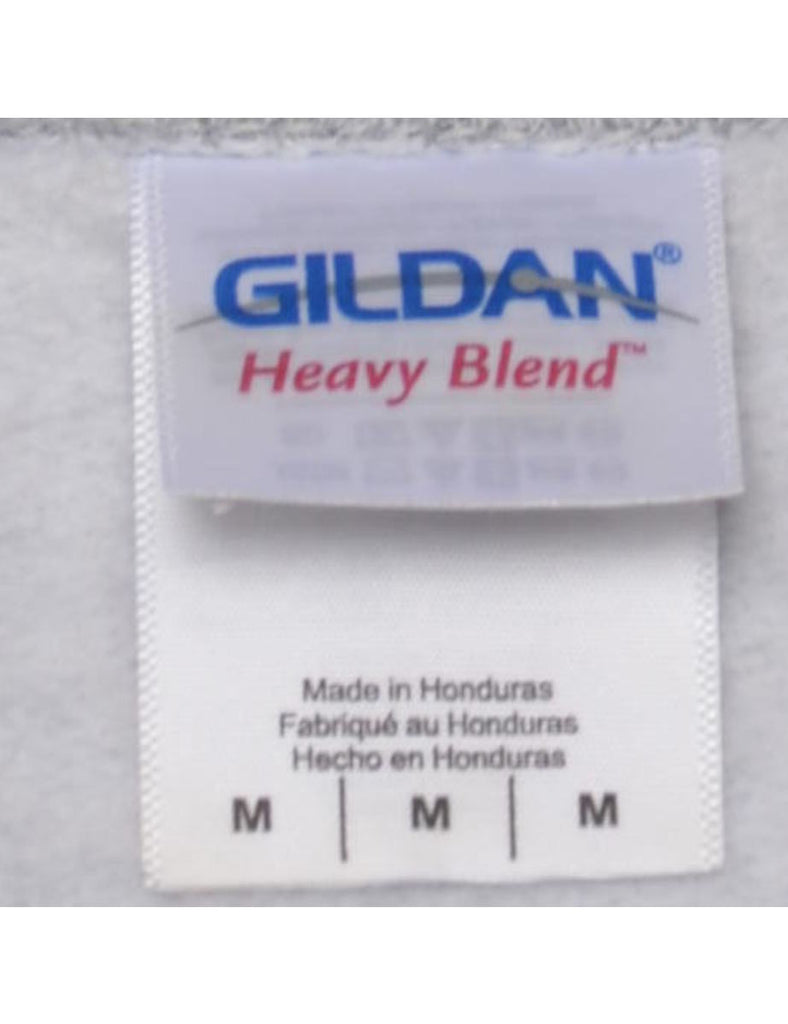 GILDAN®
Heavy Blend™
Made in Honduras
Fabriqué au Honduras
Hecho en Honduras
M | M | M